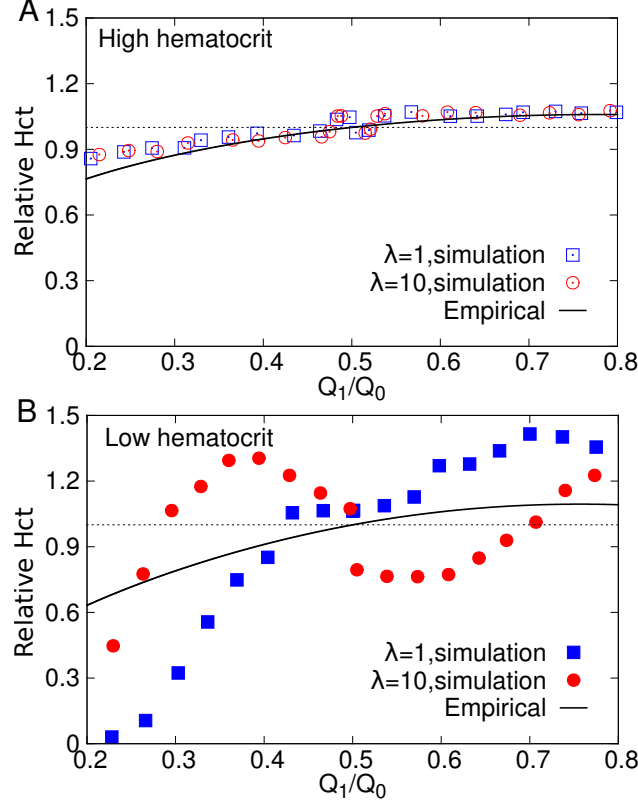 A
High hematocrit
Relative Hct
1.5
1.2
0.9
0.6
0.3
0
λ=1,simulation
λ=10,simulation
Empirical
0.2 0.3 0.4 0.5 0.6 0.7 0.8
Q₁/Q₀
B
Low hematocrit
Relative Hct
1.5
1.2
0.9
0.6
0.3
0
λ=1,simulation
λ=10,simulation
Empirical
0.2 0.3 0.4 0.5 0.6 0.7 0.8
Q₁/Q₀